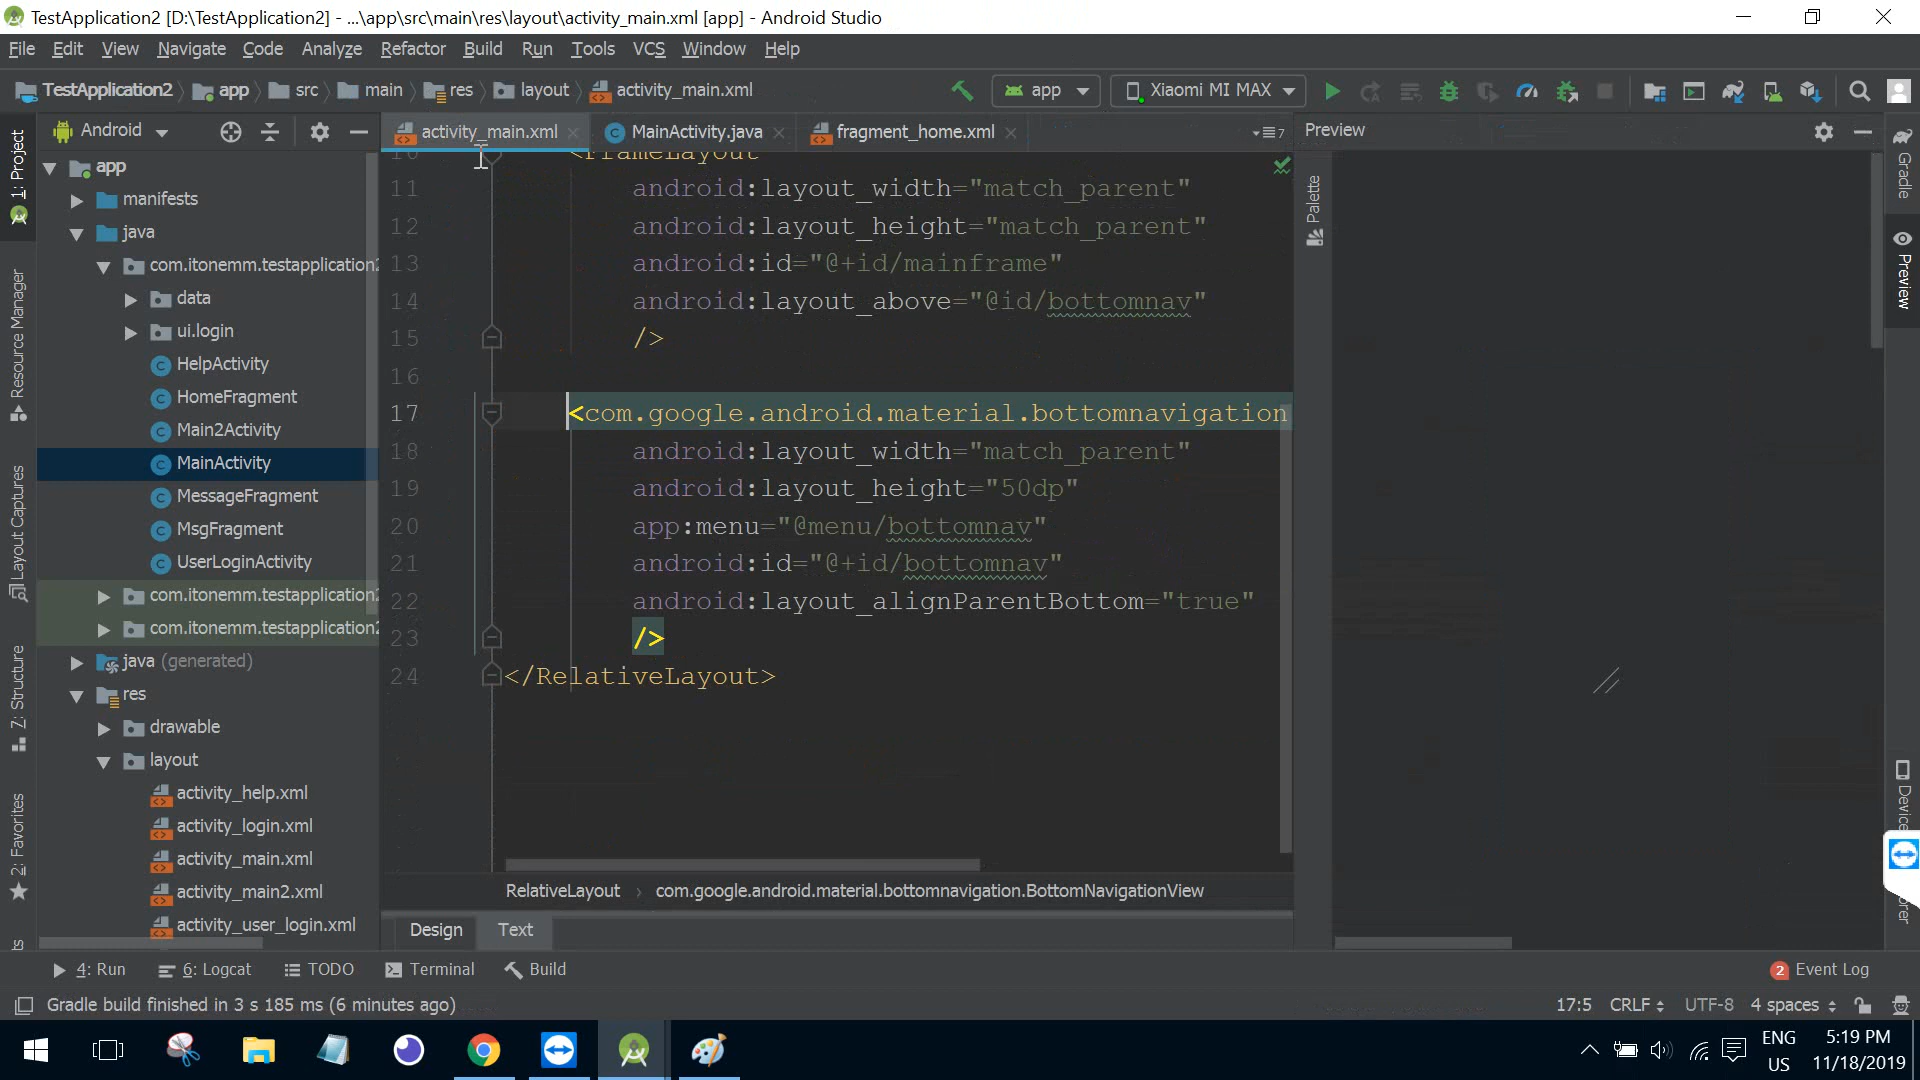 TestApplication2 [D:\TestApplication2] - ...\app\src\main\res\layout\activity_main.xml [app] - Android Studio
File Edit View Navigate Code Analyze Refactor Build Run Tools VCS Window Help
TestApplication2 app src main res layout activity_main.xml app Xiaomi MI MAX
Android activity_main.xml MainActivity.java fragment_home.xml 7 Preview
1: Project
Resource Manager
Layout Captures
Z: Structure
2: Favorites
app
manifests
java
com.itonemm.testapplication2
data
ui.login
HelpActivity
HomeFragment
Main2Activity
MainActivity
MessageFragment
MsgFragment
UserLoginActivity
com.itonemm.testapplication2
com.itonemm.testapplication2
java (generated)
res
drawable
layout
activity_help.xml
activity_login.xml
activity_main.xml
activity_main2.xml
activity_user_login.xml
10 <FrameLayout
11 android:layout_width="match_parent"
12 android:layout_height="match_parent"
13 android:id="@+id/mainframe"
14 android:layout_above="@id/bottomnav"
15 />
16
17 <com.google.android.material.bottomnavigation
18 android:layout_width="match_parent"
19 android:layout_height="50dp"
20 app:menu="@menu/bottomnav"
21 android:id="@+id/bottomnav"
22 android:layout_alignParentBottom="true"
23 />
24 </RelativeLayout>
RelativeLayout › com.google.android.material.bottomnavigation.BottomNavigationView
Design Text
Palette
Gradle
Preview
4: Run 6: Logcat TODO Terminal Build 2 Event Log
Gradle build finished in 3 s 185 ms (6 minutes ago) 17:5 CRLF UTF-8 4 spaces
ENG
US
5:19 PM
11/18/2019